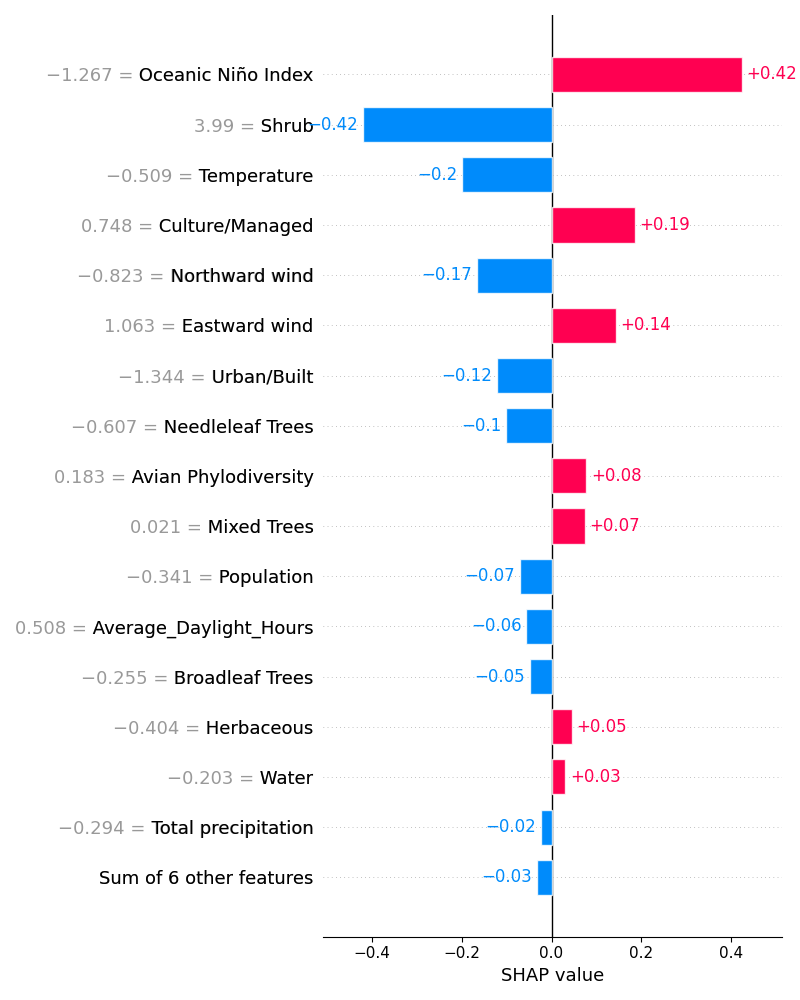 −1.267 = Oceanic Niño Index +0.42
3.99 = Shrub −0.42
−0.509 = Temperature −0.2
0.748 = Culture/Managed +0.19
−0.823 = Northward wind −0.17
1.063 = Eastward wind +0.14
−1.344 = Urban/Built −0.12
−0.607 = Needleleaf Trees −0.1
0.183 = Avian Phylodiversity +0.08
0.021 = Mixed Trees +0.07
−0.341 = Population −0.07
0.508 = Average_Daylight_Hours −0.06
−0.255 = Broadleaf Trees −0.05
−0.404 = Herbaceous +0.05
−0.203 = Water +0.03
−0.294 = Total precipitation −0.02
Sum of 6 other features −0.03
−0.4 −0.2 0.0 0.2 0.4
SHAP value